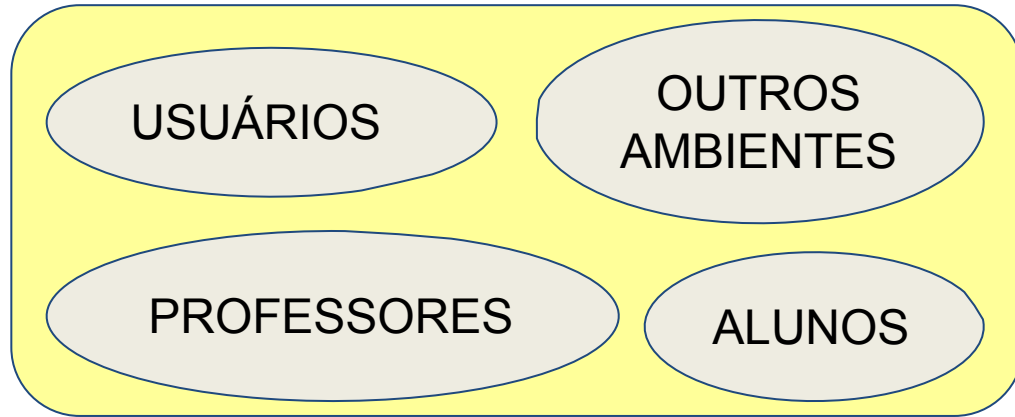 USUÁRIOS
OUTROS
AMBIENTES
PROFESSORES
ALUNOS